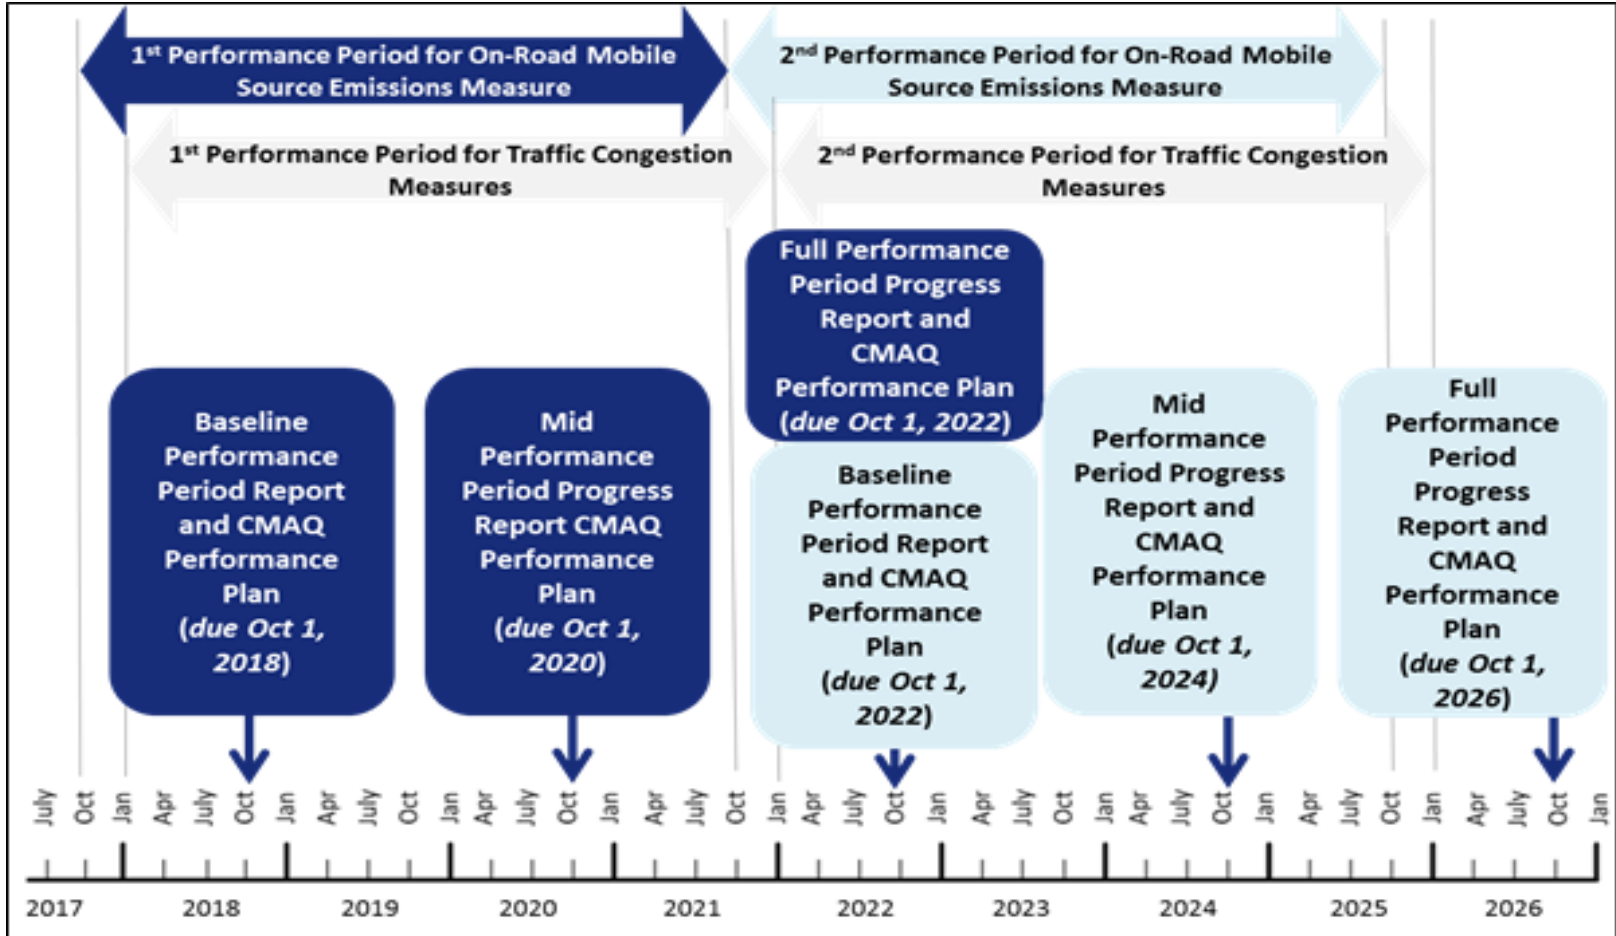 1st Performance Period for On-Road Mobile
Source Emissions Measure
2nd Performance Period for On-Road Mobile
Source Emissions Measure
1st Performance Period for Traffic Congestion
Measures
2nd Performance Period for Traffic Congestion
Measures
Baseline
Performance
Period Report
and CMAQ
Performance
Plan
(due Oct 1,
2018)
Mid
Performance
Period Progress
Report CMAQ
Performance
Plan
(due Oct 1,
2020)
Full Performance
Period Progress
Report and
CMAQ
Performance Plan
(due Oct 1, 2022)
Baseline
Performance
Period Report
and CMAQ
Performance
Plan
(due Oct 1,
2022)
Mid
Performance
Period Progress
Report and
CMAQ
Performance
Plan
(due Oct 1,
2024)
Full
Performance
Period
Progress
Report and
CMAQ
Performance
Plan
(due Oct 1,
2026)
July Oct Jan Apr July Oct Jan Apr July Oct Jan Apr July Oct Jan Apr July Oct Jan Apr July Oct Jan Apr July Oct Jan Apr July Oct Jan Apr July Oct Jan Apr July Oct Jan
2017 2018 2019 2020 2021 2022 2023 2024 2025 2026